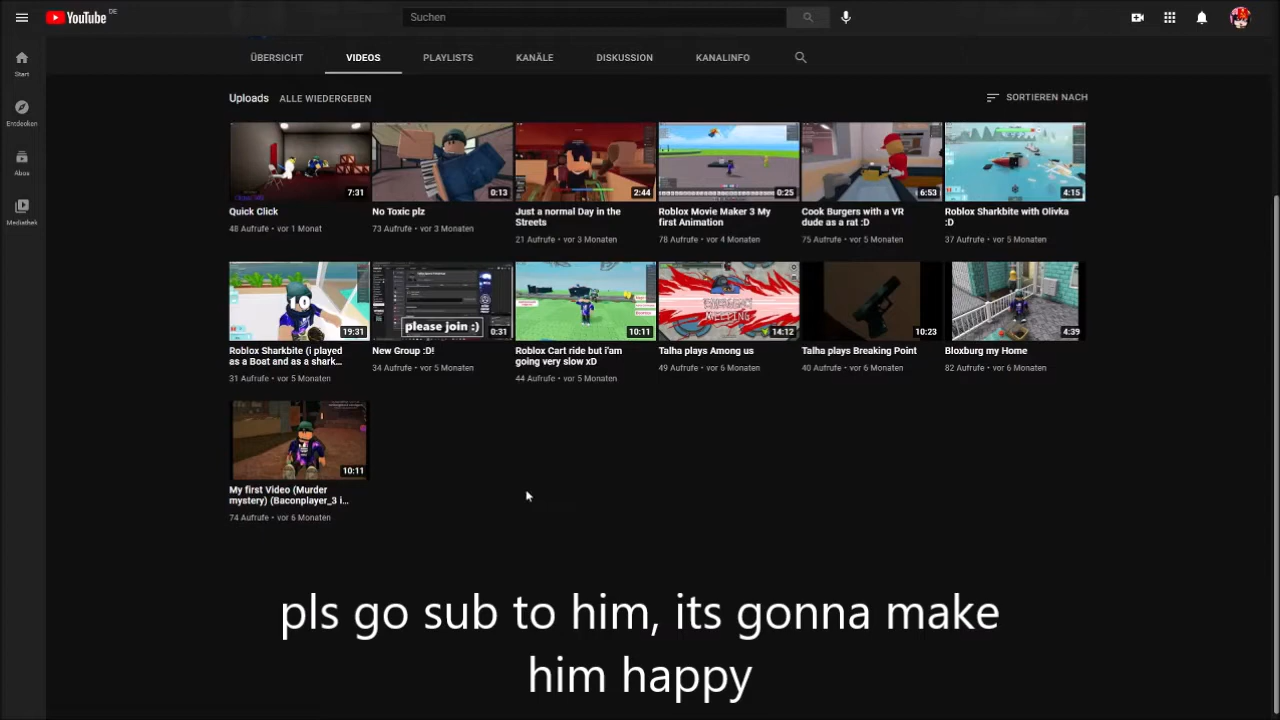 YouTube DE
Suchen
Start
Entdecken
Abos
Mediathek
ÜBERSICHT VIDEOS PLAYLISTS KANÄLE DISKUSSION KANALINFO
Uploads ALLE WIEDERGEBEN SORTIEREN NACH
7:31 0:13 2:44 0:25 6:53 4:15
Quick Click
48 Aufrufe • vor 1 Monat
No Toxic plz
73 Aufrufe • vor 3 Monaten
Just a normal Day in the
Streets
21 Aufrufe • vor 3 Monaten
Roblox Movie Maker 3 My
first Animation
78 Aufrufe • vor 4 Monaten
Cook Burgers with a VR
dude as a rat :D
75 Aufrufe • vor 5 Monaten
Roblox Sharkbite with Olivka
:D
37 Aufrufe • vor 5 Monaten
10
please join :)
EMERGENCY
MEETING
19:31 0:31 10:11 14:12 10:23 4:39
Roblox Sharkbite (i played
as a Boat and as a shark...
31 Aufrufe • vor 5 Monaten
New Group :D!
34 Aufrufe • vor 5 Monaten
Roblox Cart ride but i'am
going very slow xD
44 Aufrufe • vor 5 Monaten
Talha plays Among us
49 Aufrufe • vor 6 Monaten
Talha plays Breaking Point
40 Aufrufe • vor 6 Monaten
Bloxburg my Home
82 Aufrufe • vor 6 Monaten
10:11
My first Video (Murder
mystery) (Baconplayer_3 i...
74 Aufrufe • vor 6 Monaten
pls go sub to him, its gonna make
him happy